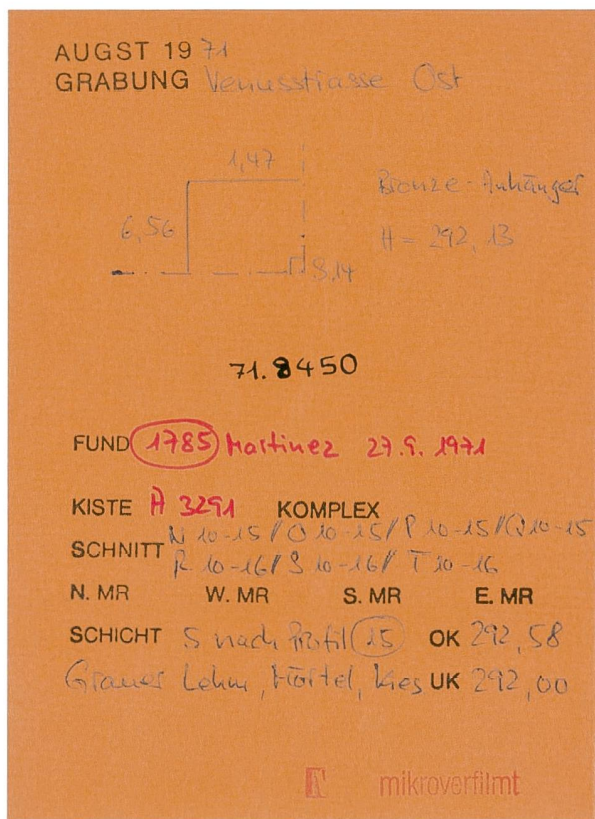 AUGST 1971
GRABUNG Venusstrasse Ost
1,47
Bronze-Anhänger
6,56
H = 292,13
S,14
71.8450
FUND 1785 Martinez 27.9.1971
KISTE A 3291 KOMPLEX
N 10-15 / O 10-15 / P 10-15 / Q 10-15
SCHNITT
R 10-16 / S 10-16 / T 10-16
N. MR W. MR S. MR E. MR
SCHICHT 5 nach Profil 15 OK 292,58
Grauer Lehm, Mörtel, Kies UK 292,00
mikroverfilmt